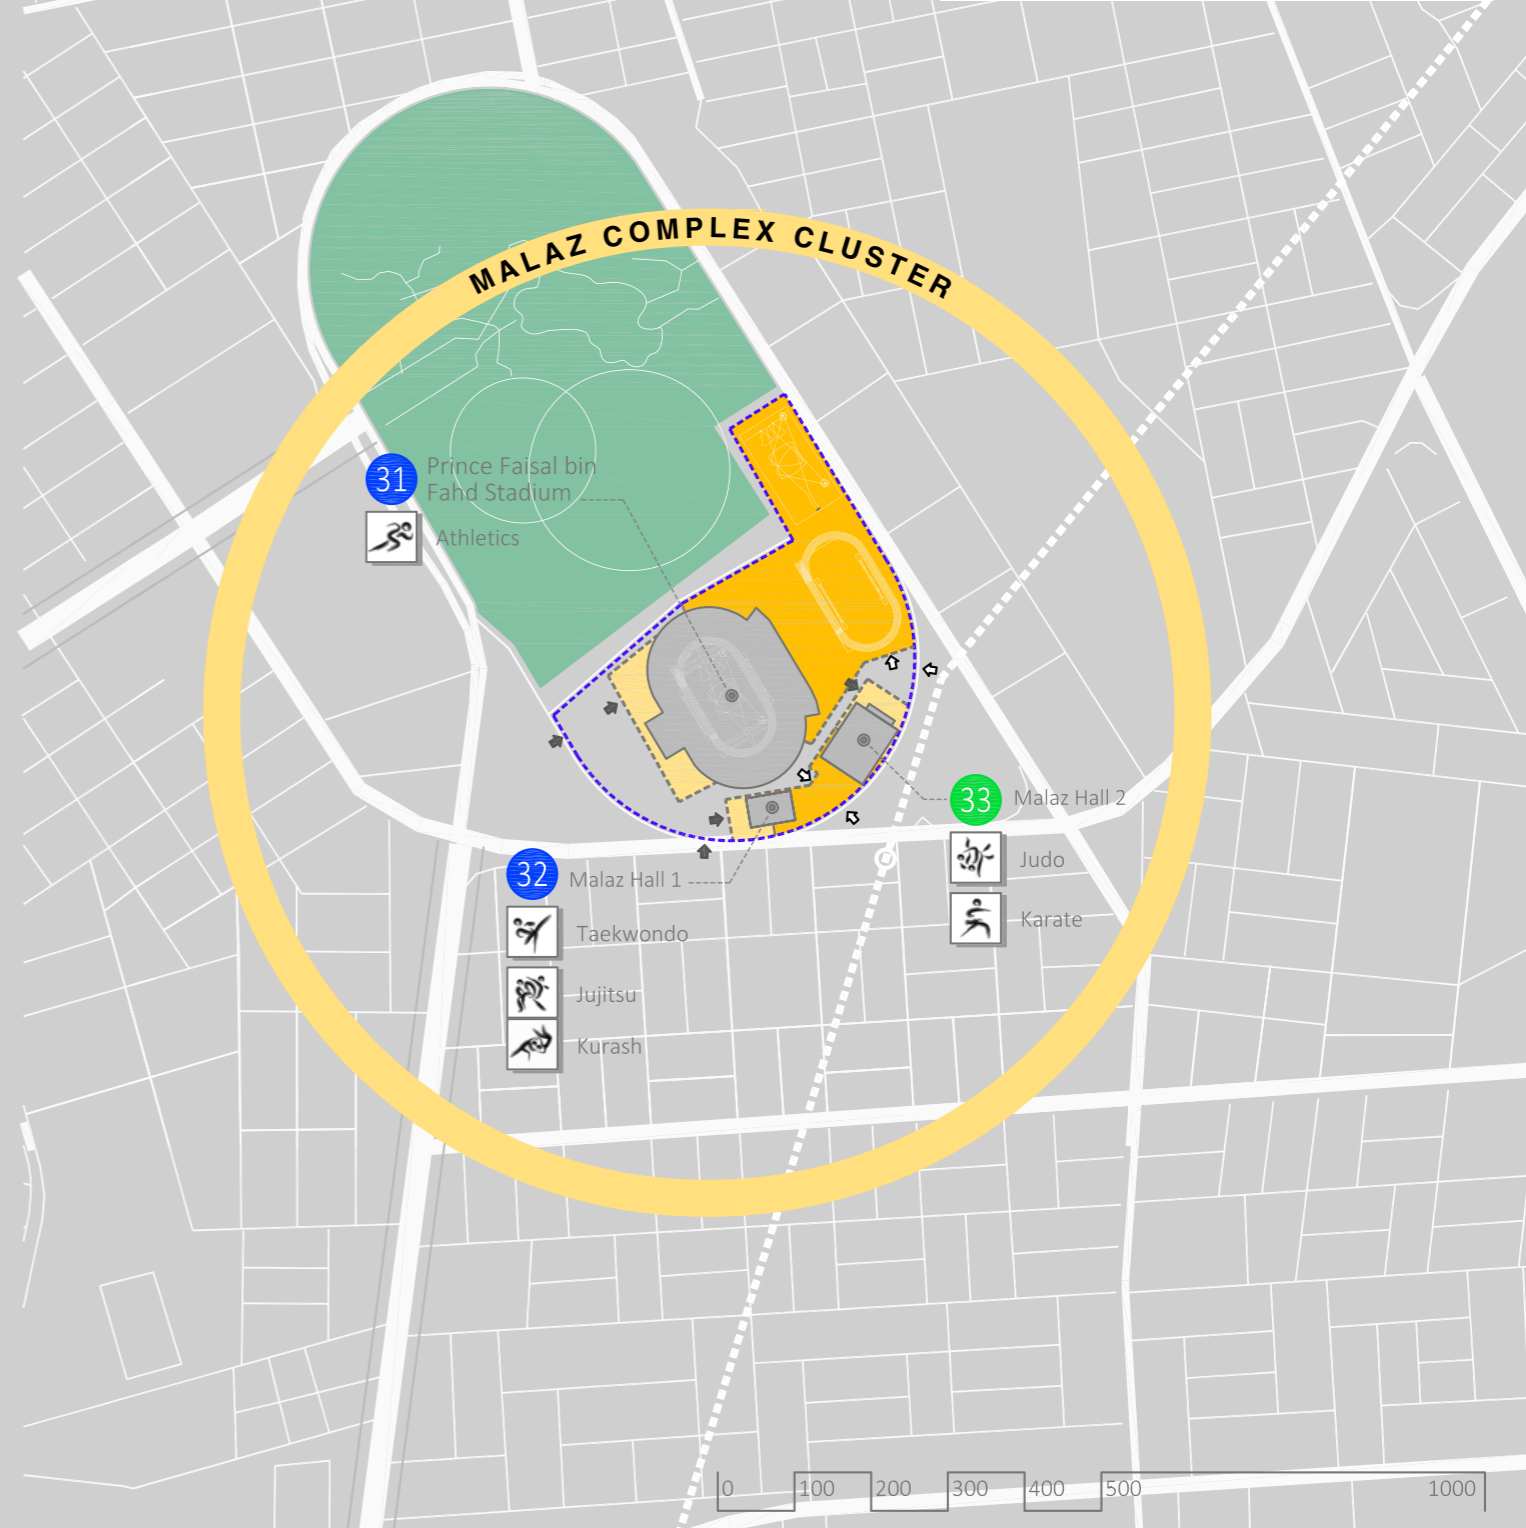 MALAZ COMPLEX CLUSTER
31
Prince Faisal bin
Fahd Stadium
Athletics
33
Malaz Hall 2
Judo
Karate
32
Malaz Hall 1
Taekwondo
Jujitsu
Kurash
0 100 200 300 400 500 1000